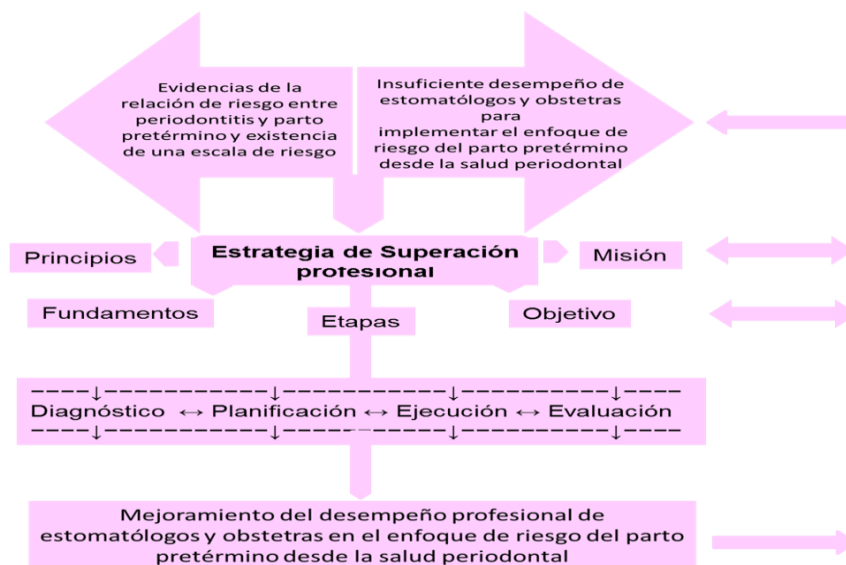 Evidencias de la
relación de riesgo entre
periodontitis y parto
pretérmino y existencia
de una escala de riesgo
Insuficiente desempeño de
estomatólogos y obstetras
para
implementar el enfoque de
riesgo del parto pretérmino
desde la salud periodontal
Estrategia de Superación
profesional
Principios
Misión
Fundamentos
Etapas
Objetivo
----↓-----------↓-----------↓----------↓----
Diagnóstico ↔ Planificación ↔ Ejecución ↔ Evaluación
----↓-----------↓-----------↓----------↓----
Mejoramiento del desempeño profesional de
estomatólogos y obstetras en el enfoque de riesgo del parto
pretérmino desde la salud periodontal